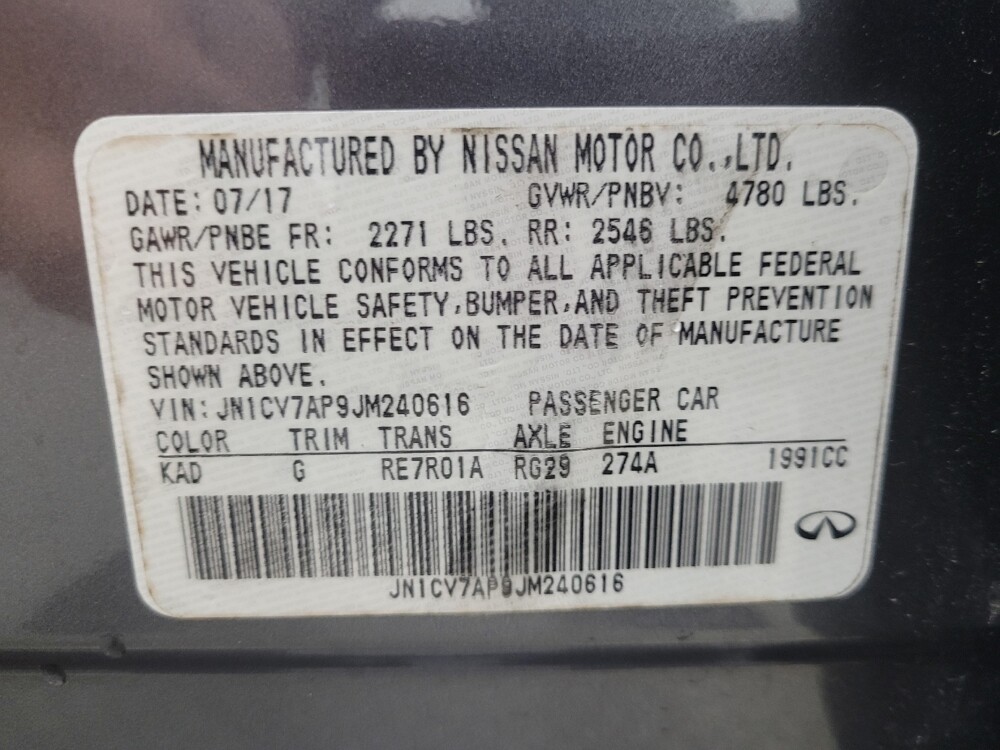 MANUFACTURED BY NISSAN MOTOR CO.,LTD.
DATE: 07/17 GVWR/PNBV: 4780 LBS.
GAWR/PNBE FR: 2271 LBS. RR: 2546 LBS.
THIS VEHICLE CONFORMS TO ALL APPLICABLE FEDERAL
MOTOR VEHICLE SAFETY,BUMPER,AND THEFT PREVENTION
STANDARDS IN EFFECT ON THE DATE OF MANUFACTURE
SHOWN ABOVE.
VIN: JN1CV7AP9JM240616 PASSENGER CAR
COLOR TRIM TRANS AXLE ENGINE
KAD G RE7R01A RG29 274A 1991CC
JN1CV7AP9JM240616